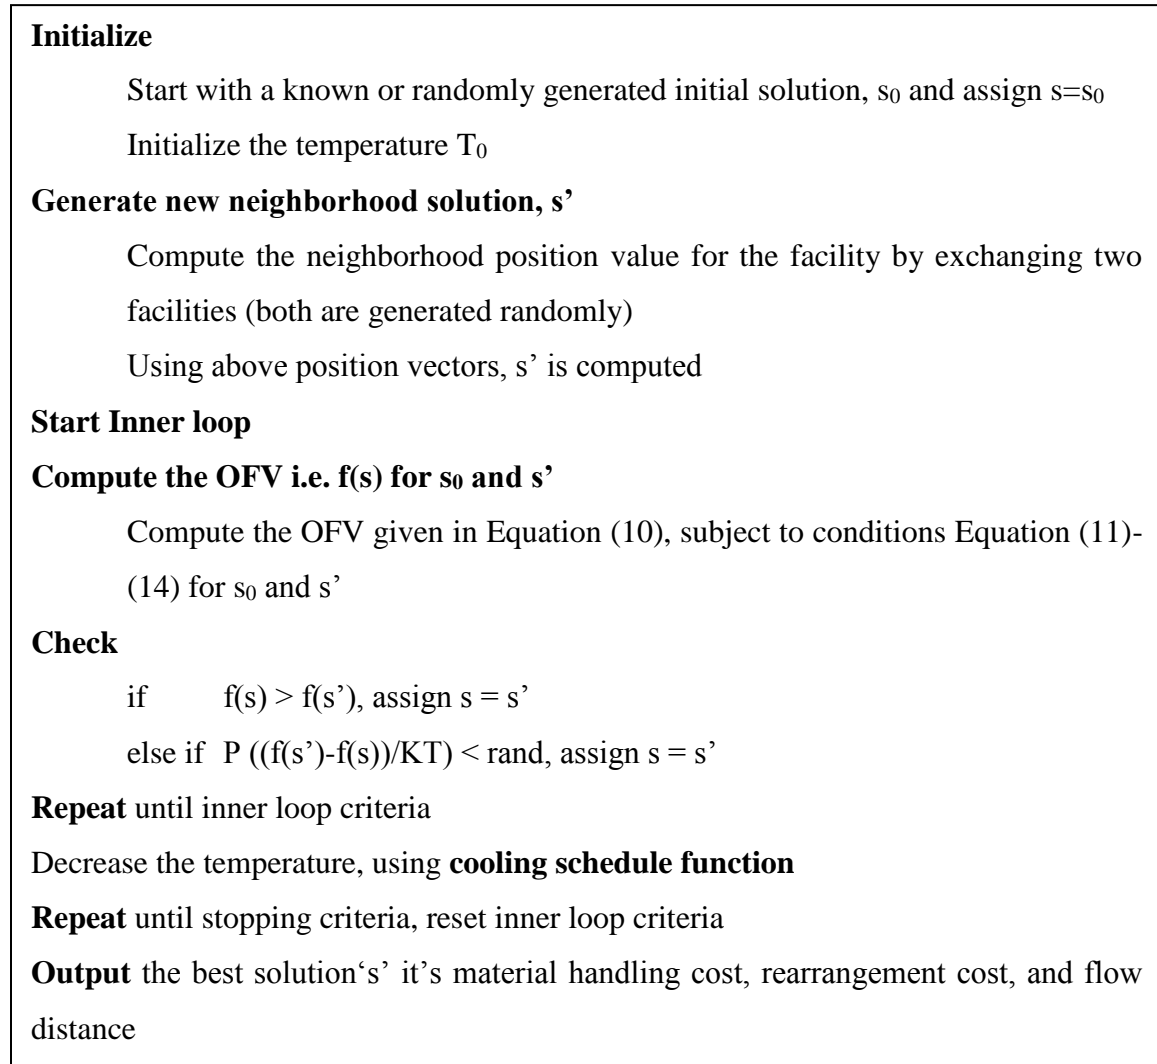 Initialize
Start with a known or randomly generated initial solution, s₀ and assign s=s₀
Initialize the temperature T₀
Generate new neighborhood solution, s’
Compute the neighborhood position value for the facility by exchanging two
facilities (both are generated randomly)
Using above position vectors, s’ is computed
Start Inner loop
Compute the OFV i.e. f(s) for s₀ and s’
Compute the OFV given in Equation (10), subject to conditions Equation (11)-
(14) for s₀ and s’
Check
if f(s) > f(s’), assign s = s’
else if P ((f(s’)-f(s))/KT) < rand, assign s = s’
Repeat until inner loop criteria
Decrease the temperature, using cooling schedule function
Repeat until stopping criteria, reset inner loop criteria
Output the best solution‘s’ it’s material handling cost, rearrangement cost, and flow
distance